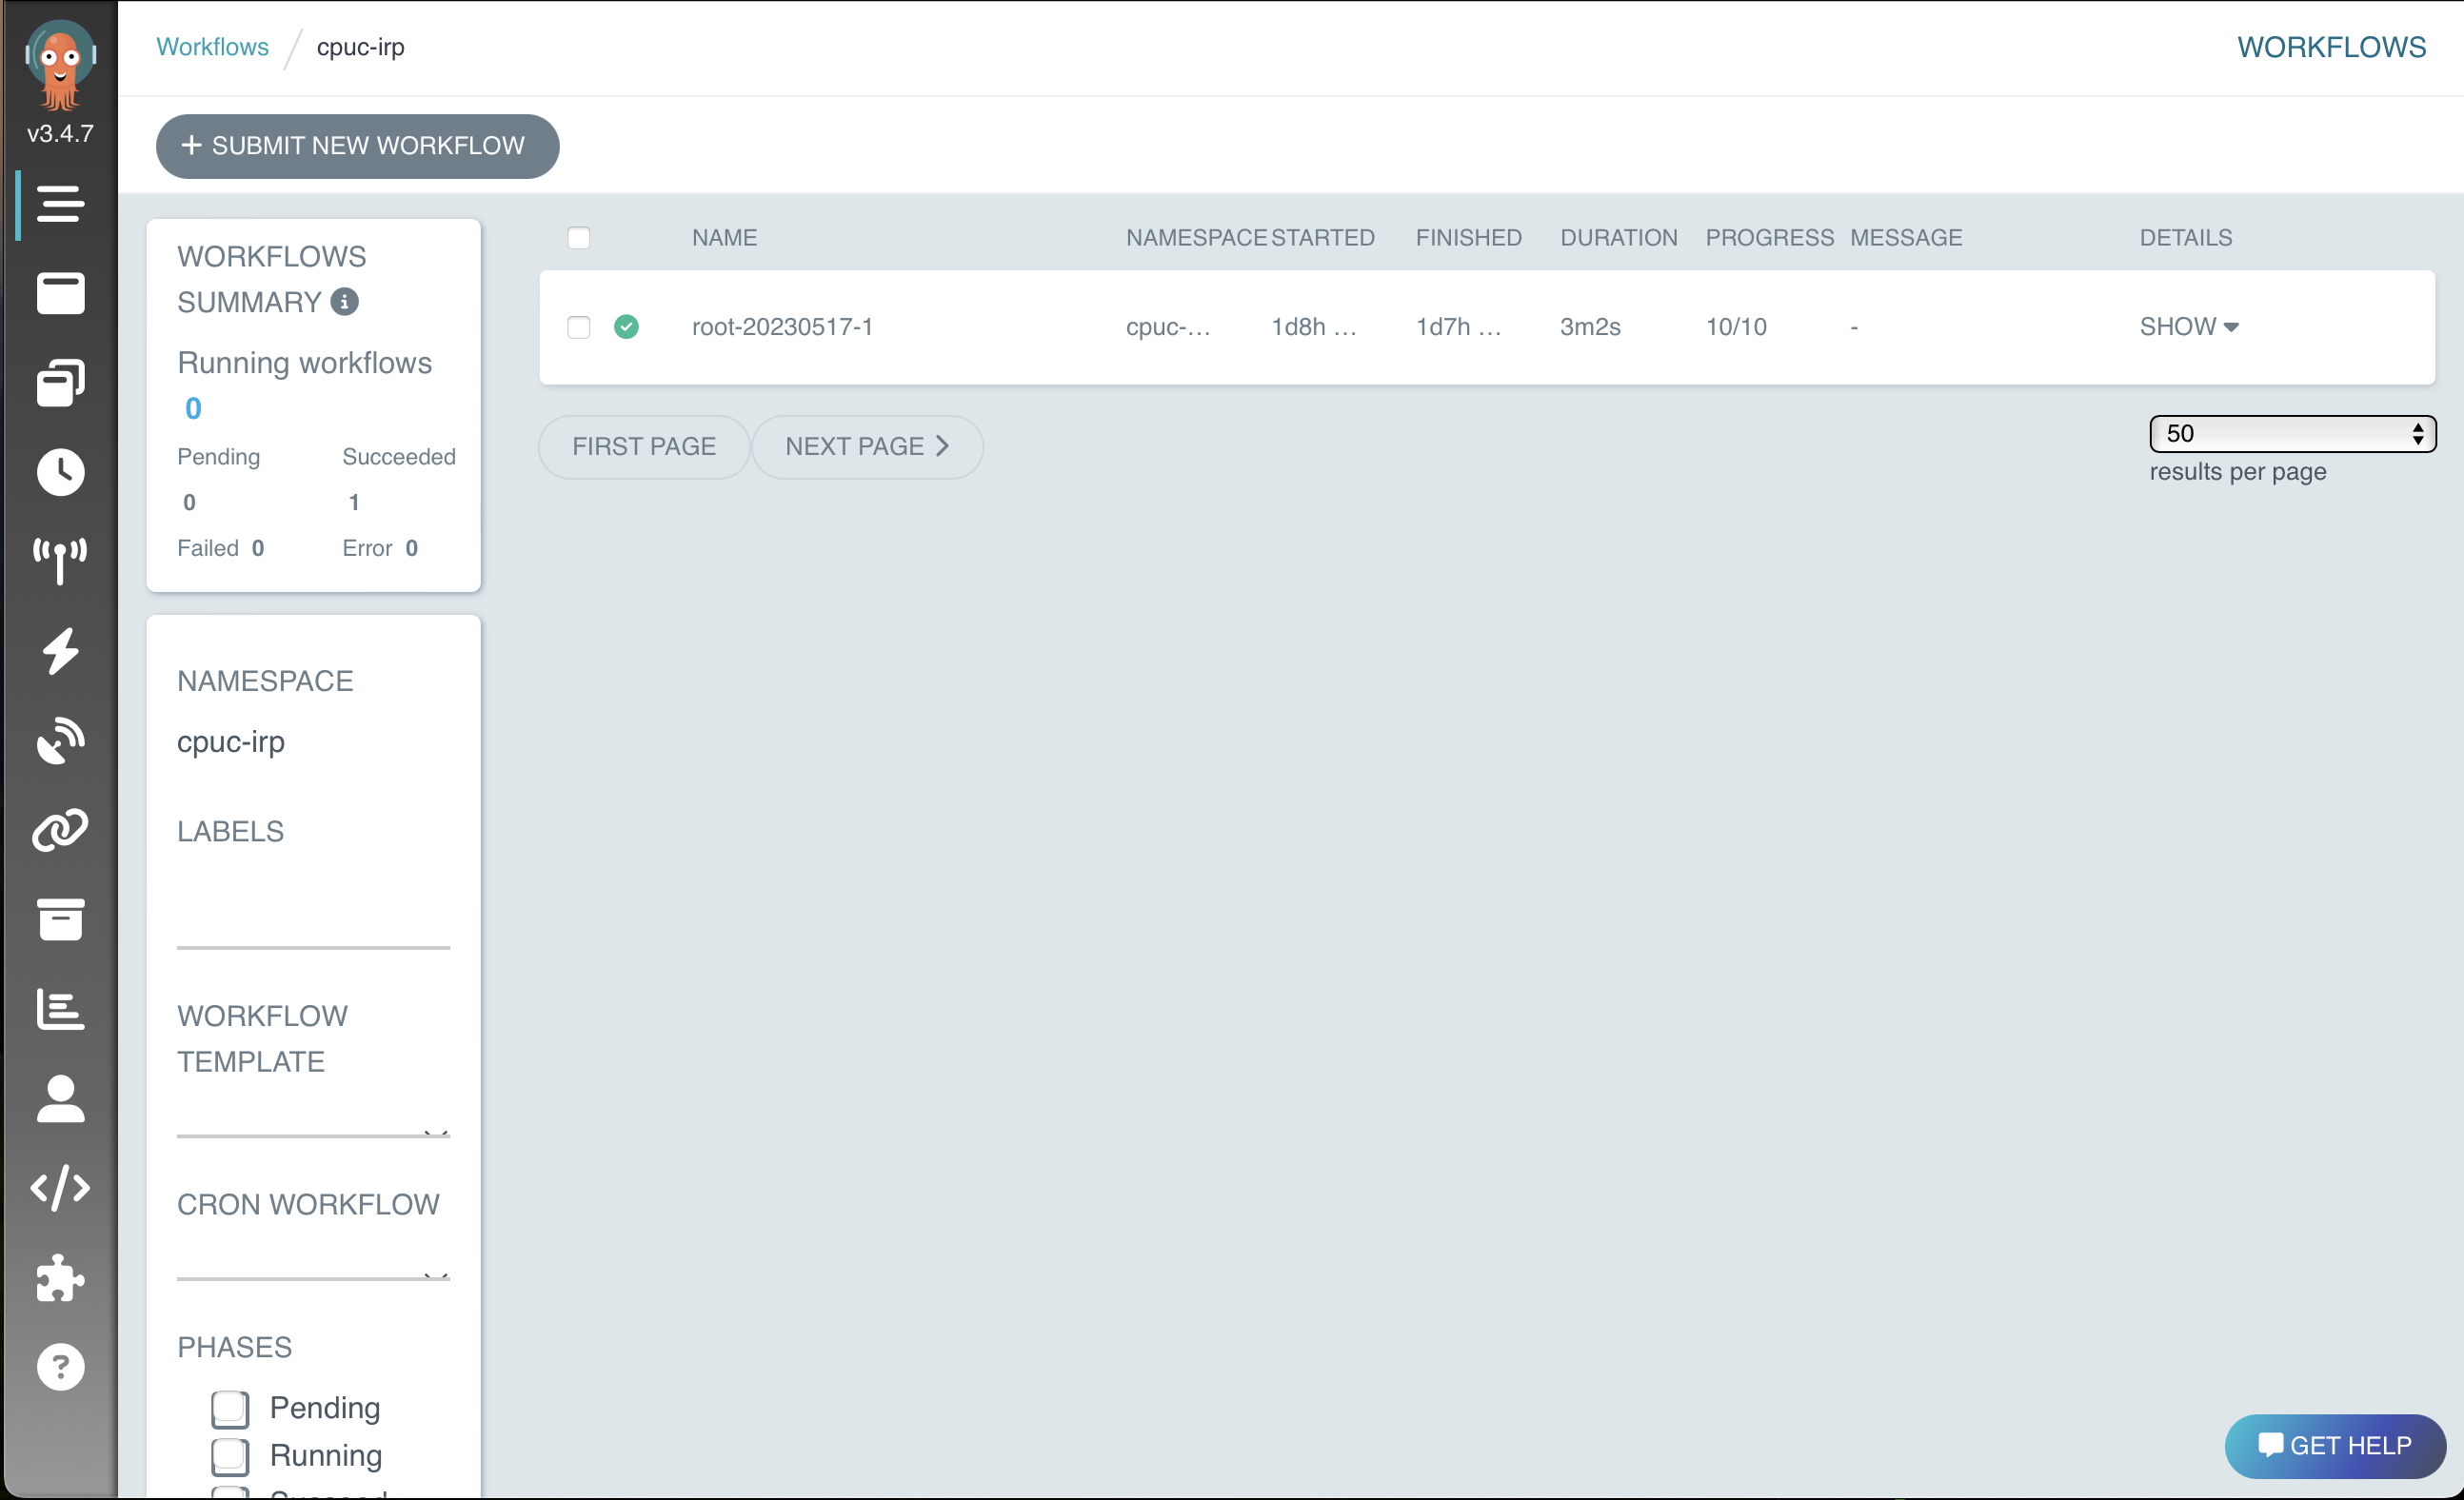 v3.4.7
Workflows / cpuc-irp
WORKFLOWS
+ SUBMIT NEW WORKFLOW
WORKFLOWS
SUMMARY
Running workflows
0
Pending Succeeded
0 1
Failed 0 Error 0
NAMESPACE
cpuc-irp
LABELS
WORKFLOW
TEMPLATE
CRON WORKFLOW
PHASES
Pending
Running
NAME NAMESPACE STARTED FINISHED DURATION PROGRESS MESSAGE DETAILS
root-20230517-1 cpuc-... 1d8h ... 1d7h ... 3m2s 10/10 - SHOW
FIRST PAGE NEXT PAGE
50
results per page
GET HELP